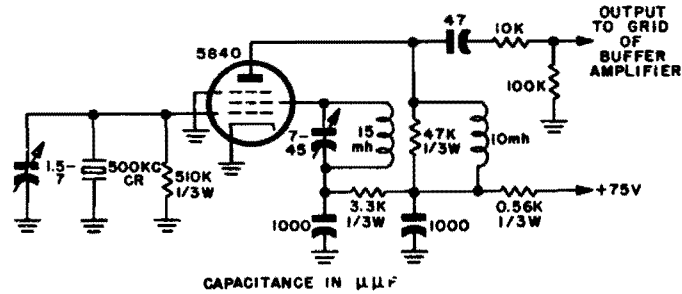 OUTPUT
TO GRID
OF
BUFFER
AMPLIFIER
47
10K
5840
100K
7-
45
15
mh
47K
1/3W
10mh
1.5-
7
500KC
CR
510K
1/3W
+75V
3.3K
1/3W
0.56K
1/3W
1000
1000
CAPACITANCE IN μμF